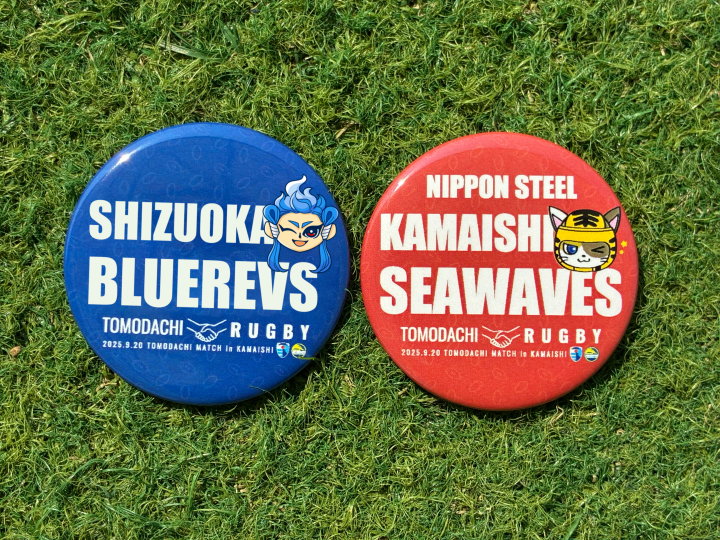 SHIZUOKA
BLUEREVS
TOMODACHI RUGBY
2025.9.20 TOMODACHI MATCH in KAMAISHI
NIPPON STEEL
KAMAISHI
SEAWAVES
TOMODACHI RUGBY
2025.9.20 TOMODACHI MATCH in KAMAISHI